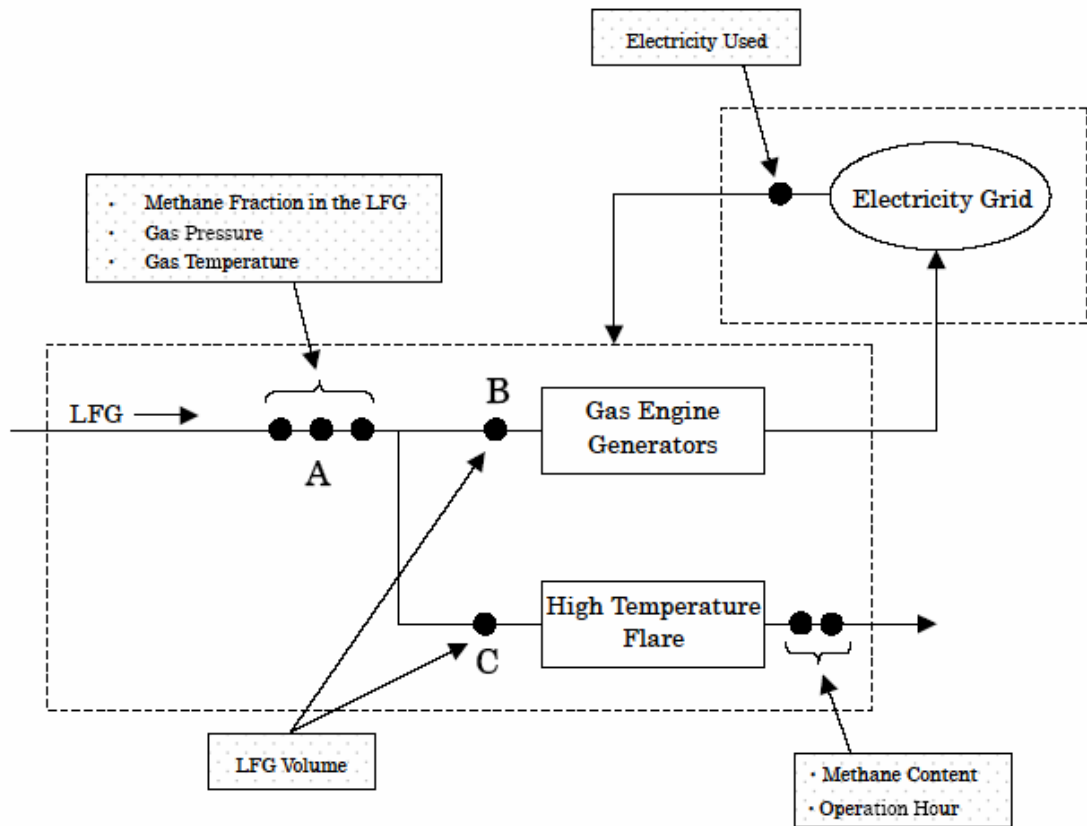 Electricity Used
Electricity Grid
· Methane Fraction in the LFG
· Gas Pressure
· Gas Temperature
LFG
A
B
Gas Engine
Generators
C
High Temperature
Flare
LFG Volume
· Methane Content
· Operation Hour